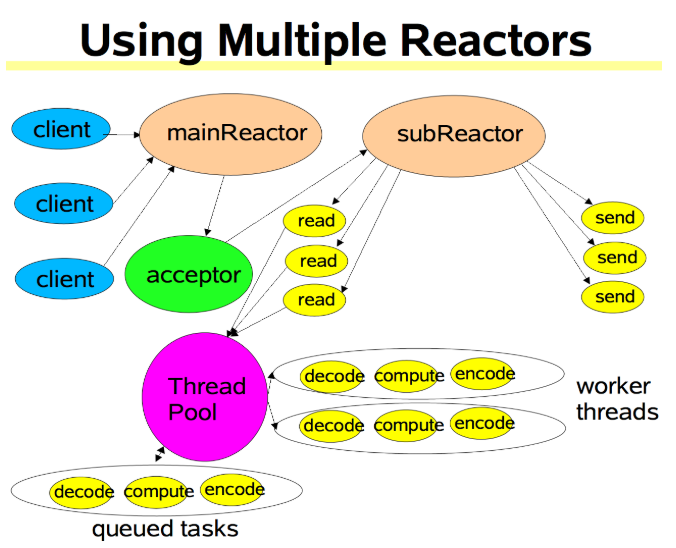 Using Multiple Reactors
client
mainReactor
subReactor
client
read
send
client
acceptor
read
send
read
send
Thread
Pool
decode compute encode
decode compute encode
worker
threads
decode compute encode
queued tasks